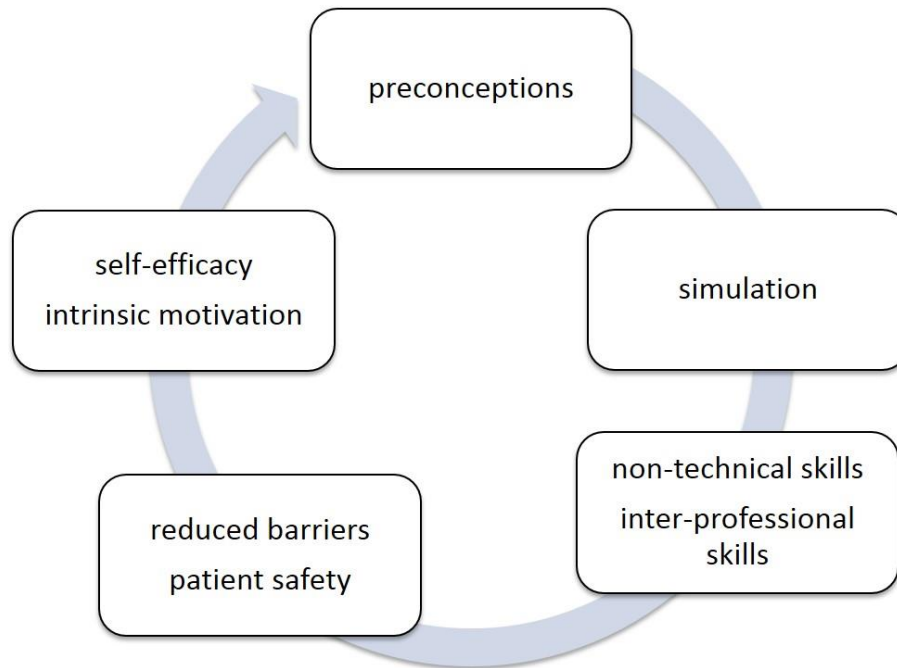 preconceptions
simulation
non-technical skills
inter-professional
skills
reduced barriers
patient safety
self-efficacy
intrinsic motivation